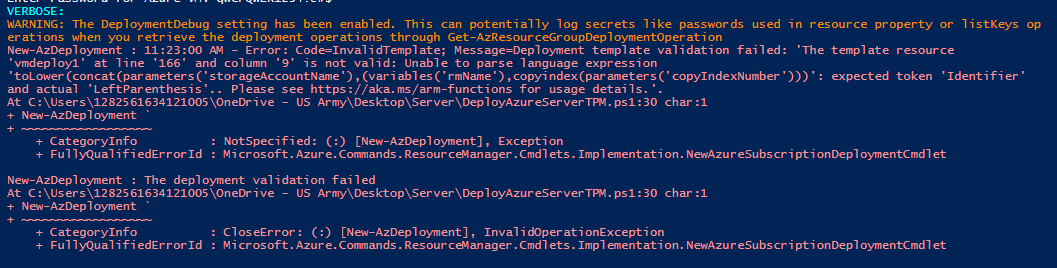 VERBOSE:
WARNING: The DeploymentDebug setting has been enabled. This can potentially log secrets like passwords used in resource property or listKeys op
erations when you retrieve the deployment operations through Get-AzResourceGroupDeploymentOperation
New-AzDeployment : 11:23:00 AM - Error: Code=InvalidTemplate; Message=Deployment template validation failed: 'The template resource
'vmdeploy1' at line '166' and column '9' is not valid: Unable to parse language expression
'toLower(concat(parameters('storageAccountName'),(variables('rmName'),copyindex(parameters('copyIndexNumber')))': expected token 'Identifier'
and actual 'LeftParenthesis'.. Please see https://aka.ms/arm-functions for usage details.'.
At C:\Users\1282561634121005\OneDrive - US Army\Desktop\Server\DeployAzureServerTPM.ps1:30 char:1
+ New-AzDeployment `
+ ~~~~~~~~~~~~~~~~~~
+ CategoryInfo : NotSpecified: (:) [New-AzDeployment], Exception
+ FullyQualifiedErrorId : Microsoft.Azure.Commands.ResourceManager.Cmdlets.Implementation.NewAzureSubscriptionDeploymentCmdlet
New-AzDeployment : The deployment validation failed
At C:\Users\1282561634121005\OneDrive - US Army\Desktop\Server\DeployAzureServerTPM.ps1:30 char:1
+ New-AzDeployment `
+ ~~~~~~~~~~~~~~~~~~
+ CategoryInfo : CloseError: (:) [New-AzDeployment], InvalidOperationException
+ FullyQualifiedErrorId : Microsoft.Azure.Commands.ResourceManager.Cmdlets.Implementation.NewAzureSubscriptionDeploymentCmdlet